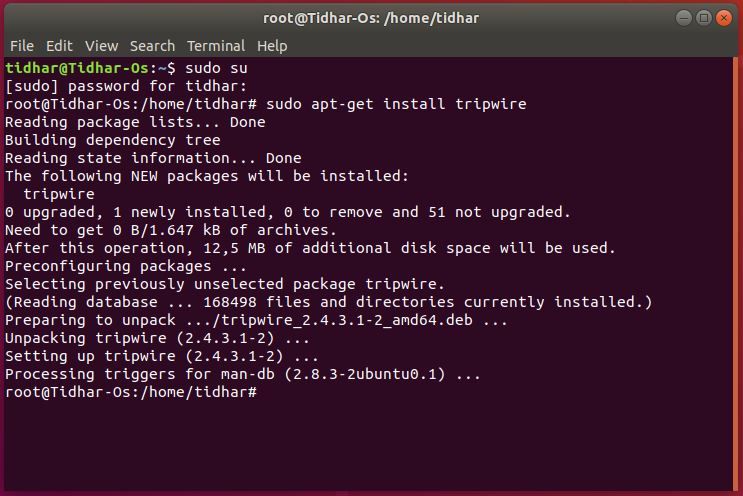 root@Tidhar-Os: /home/tidhar
File Edit View Search Terminal Help
tidhar@Tidhar-Os:~$ sudo su
[sudo] password for tidhar:
root@Tidhar-Os:/home/tidhar# sudo apt-get install tripwire
Reading package lists... Done
Building dependency tree
Reading state information... Done
The following NEW packages will be installed:
  tripwire
0 upgraded, 1 newly installed, 0 to remove and 51 not upgraded.
Need to get 0 B/1.647 kB of archives.
After this operation, 12,5 MB of additional disk space will be used.
Preconfiguring packages ...
Selecting previously unselected package tripwire.
(Reading database ... 168498 files and directories currently installed.)
Preparing to unpack .../tripwire_2.4.3.1-2_amd64.deb ...
Unpacking tripwire (2.4.3.1-2) ...
Setting up tripwire (2.4.3.1-2) ...
Processing triggers for man-db (2.8.3-2ubuntu0.1) ...
root@Tidhar-Os:/home/tidhar#